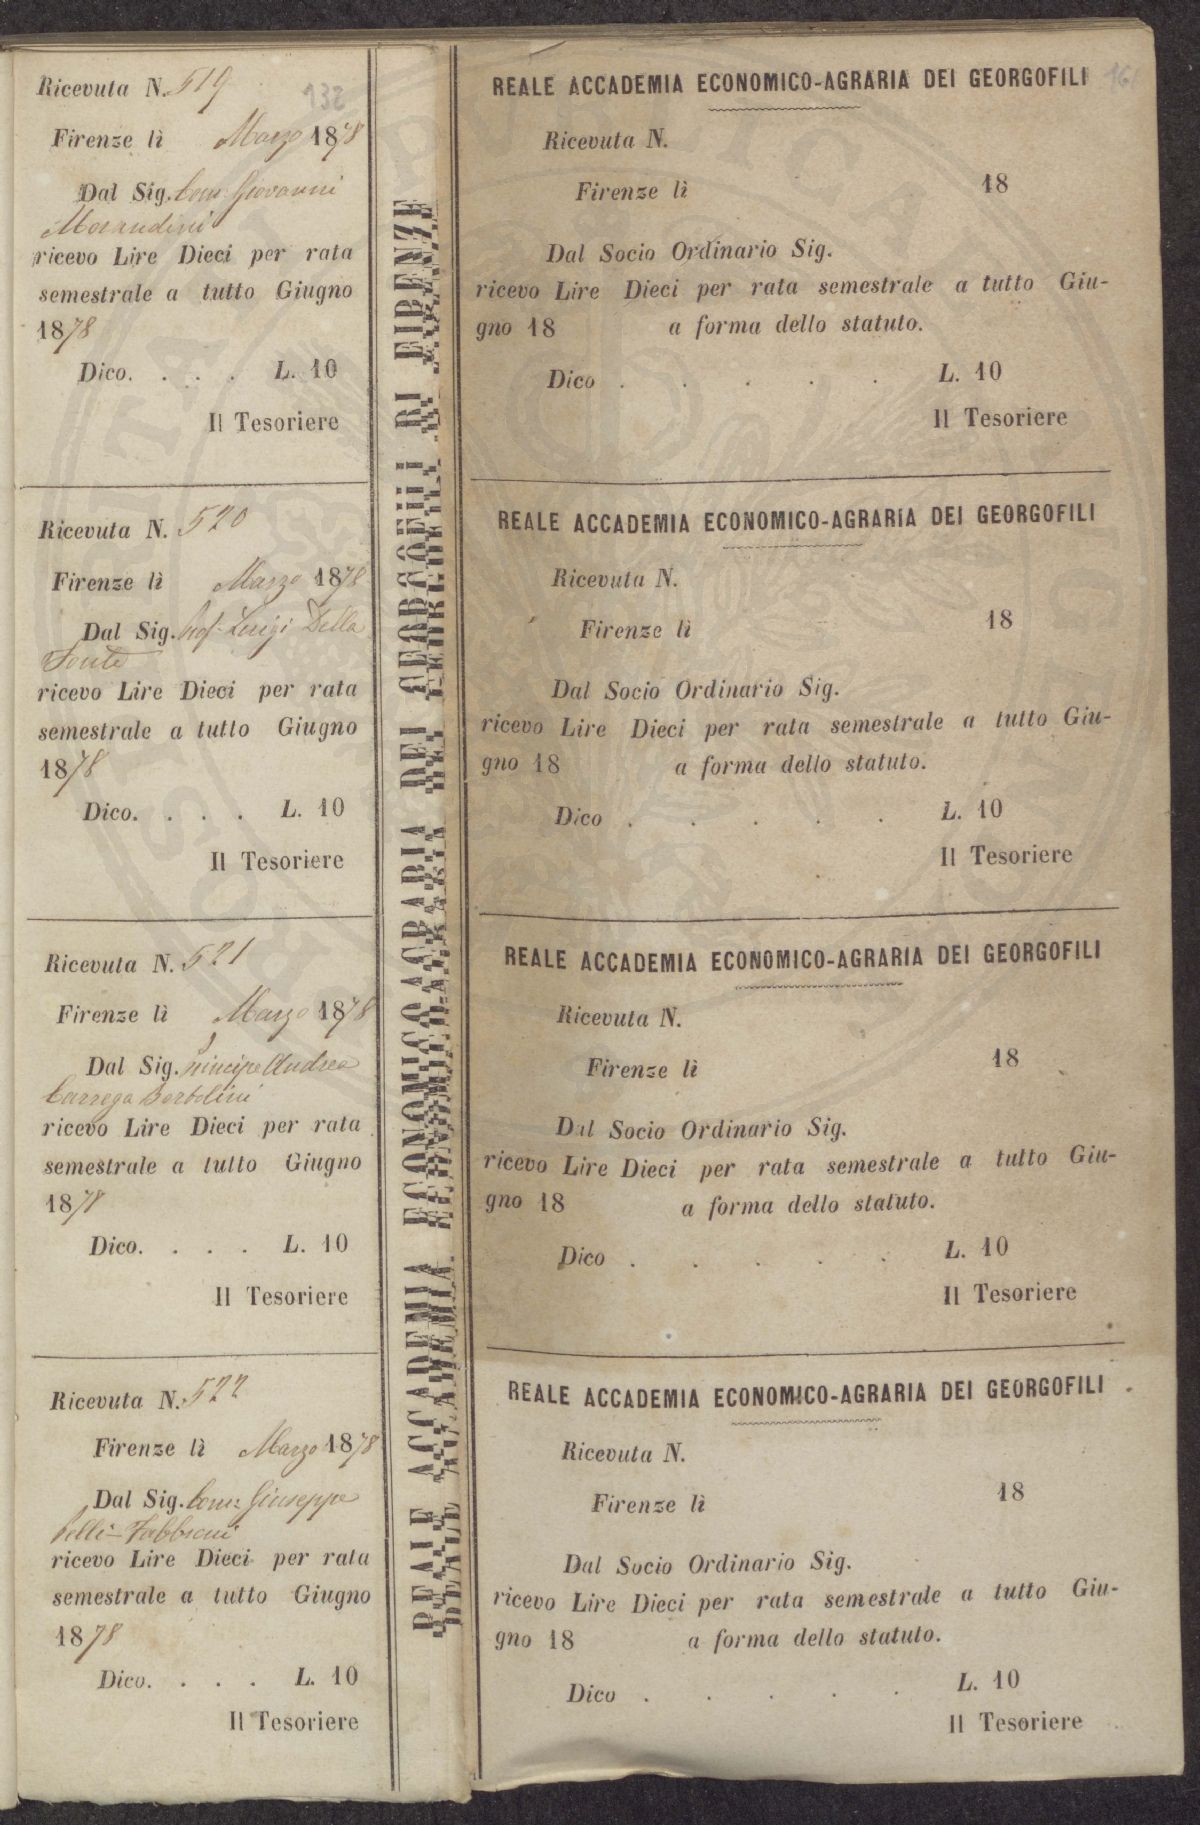 Ricevuta N. 519
132
Firenze lì Marzo 1878
Dal Sig. Com: Giovanni
Morandini
ricevo Lire Dieci per rata
semestrale a tutto Giugno
1878
Dico. . . . L. 10
Il Tesoriere
Ricevuta N. 520
Firenze lì Marzo 1878
Dal Sig. Prof. Luigi Della
Fonte
ricevo Lire Dieci per rata
semestrale a tutto Giugno
1878
Dico. . . . L. 10
Il Tesoriere
Ricevuta N. 521
Firenze lì Marzo 1878
Dal Sig. Principe Andrea
Carrega Bertolini
ricevo Lire Dieci per rata
semestrale a tutto Giugno
1878
Dico. . . . L. 10
Il Tesoriere
Ricevuta N. 522
Firenze lì Marzo 1878
Dal Sig. Com: Giuseppe
Pelli-Fabbroni
ricevo Lire Dieci per rata
semestrale a tutto Giugno
1878
Dico. . . . L. 10
Il Tesoriere
REALE ACCADEMIA ECONOMICO-AGRARIA DEI GEORGOFILI DI FIRENZE
REALE ACCADEMIA ECONOMICO-AGRARIA DEI GEORGOFILI
Ricevuta N.
Firenze lì 18
Dal Socio Ordinario Sig.
ricevo Lire Dieci per rata semestrale a tutto Giu-
gno 18 a forma dello statuto.
Dico . . . . . L. 10
Il Tesoriere
REALE ACCADEMIA ECONOMICO-AGRARIA DEI GEORGOFILI
Ricevuta N.
Firenze lì 18
Dal Socio Ordinario Sig.
ricevo Lire Dieci per rata semestrale a tutto Giu-
gno 18 a forma dello statuto.
Dico . . . . . L. 10
Il Tesoriere
REALE ACCADEMIA ECONOMICO-AGRARIA DEI GEORGOFILI
Ricevuta N.
Firenze lì 18
Dal Socio Ordinario Sig.
ricevo Lire Dieci per rata semestrale a tutto Giu-
gno 18 a forma dello statuto.
Dico . . . . . L. 10
Il Tesoriere
REALE ACCADEMIA ECONOMICO-AGRARIA DEI GEORGOFILI
Ricevuta N.
Firenze lì 18
Dal Socio Ordinario Sig.
ricevo Lire Dieci per rata semestrale a tutto Giu-
gno 18 a forma dello statuto.
Dico . . . . . L. 10
Il Tesoriere